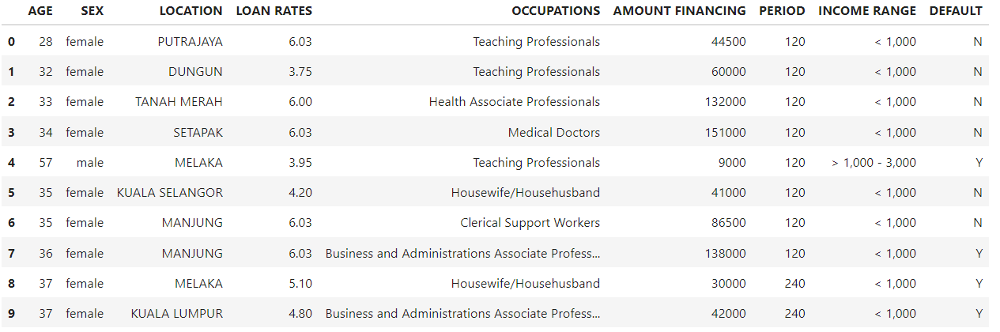 AGE SEX LOCATION LOAN RATES OCCUPATIONS AMOUNT FINANCING PERIOD INCOME RANGE DEFAULT
0 28 female PUTRAJAYA 6.03 Teaching Professionals 44500 120 < 1,000 N
1 32 female DUNGUN 3.75 Teaching Professionals 60000 120 < 1,000 N
2 33 female TANAH MERAH 6.00 Health Associate Professionals 132000 120 < 1,000 N
3 34 female SETAPAK 6.03 Medical Doctors 151000 120 < 1,000 N
4 57 male MELAKA 3.95 Teaching Professionals 9000 120 > 1,000 - 3,000 Y
5 35 female KUALA SELANGOR 4.20 Housewife/Househusband 41000 120 < 1,000 N
6 35 female MANJUNG 6.03 Clerical Support Workers 86500 120 < 1,000 N
7 36 female MANJUNG 6.03 Business and Administrations Associate Profess... 138000 120 < 1,000 Y
8 37 female MELAKA 5.10 Housewife/Househusband 30000 240 < 1,000 Y
9 37 female KUALA LUMPUR 4.80 Business and Administrations Associate Profess... 42000 240 < 1,000 Y